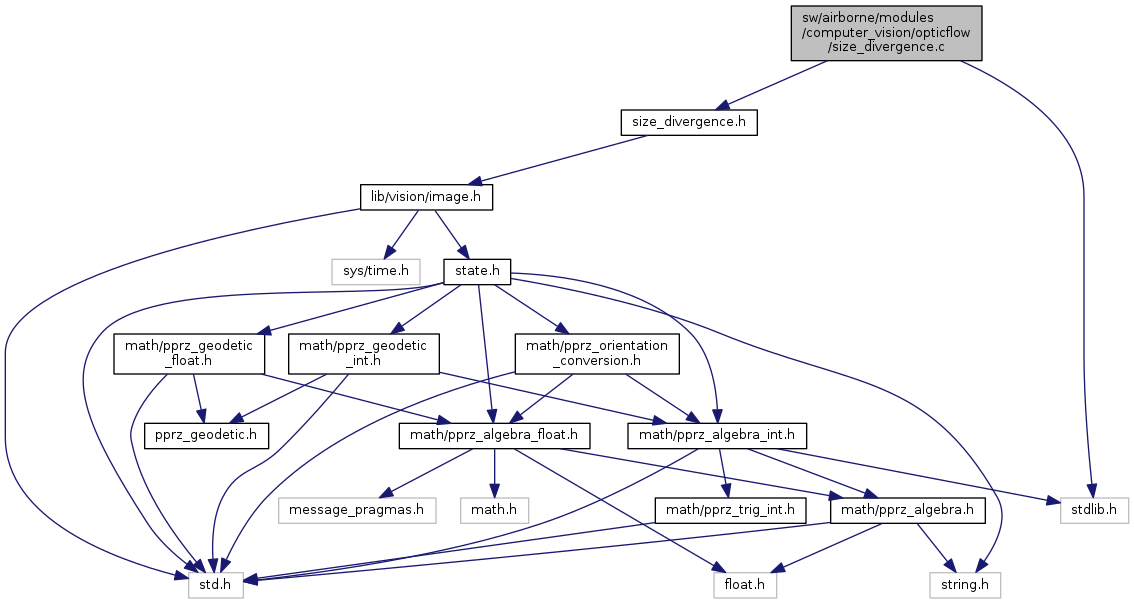 sw/airborne/modules
/computer_vision/opticflow
/size_divergence.c
size_divergence.h
lib/vision/image.h
sys/time.h
state.h
math/pprz_geodetic
_float.h
math/pprz_geodetic
_int.h
math/pprz_orientation
_conversion.h
pprz_geodetic.h
math/pprz_algebra_float.h
math/pprz_algebra_int.h
message_pragmas.h
math.h
math/pprz_trig_int.h
math/pprz_algebra.h
stdlib.h
std.h
float.h
string.h